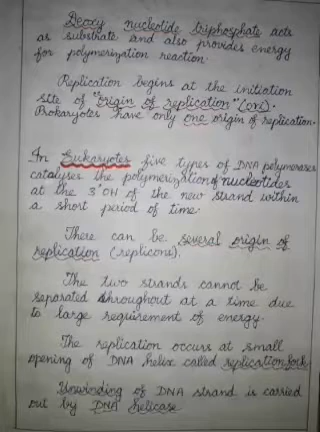 Deoxy nucleotide triphosphate acts
as substrate and also provides energy
for polymerization reaction.
Replication begins at the initiation
site of "origin of replication" (ori).
Prokaryotes have only one origin of replication.
In Eukaryotes five types of DNA polymerases
catalyses the polymerization of nucleotides
at the 3'OH of the new strand within
a short period of time.
There can be several origin of
replication (replicons).
The two strands cannot be
separated throughout at a time due
to large requirement of energy.
The replication occurs at small
opening of DNA helix called replication fork
Unwinding of DNA strand is carried
out by DNA helicase